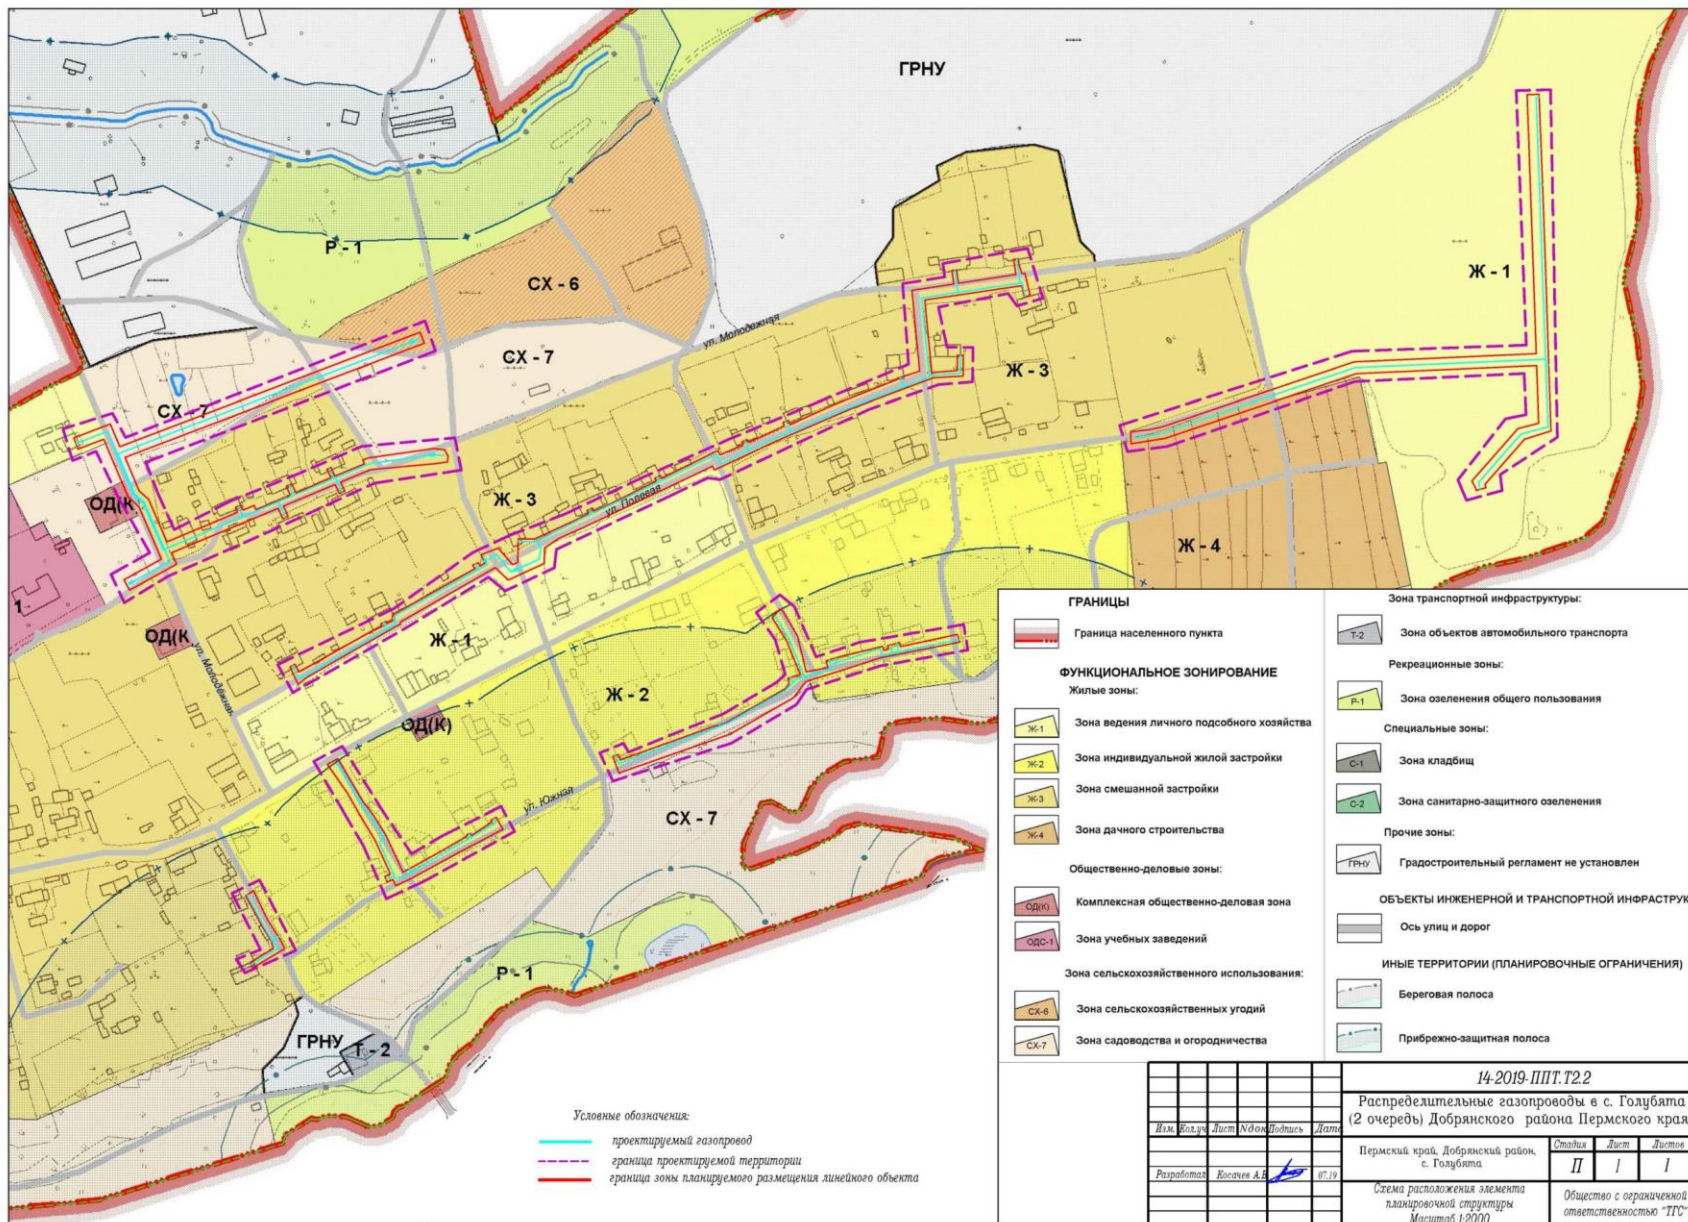 ГРНУ
Р - 1
СХ - 6
Ж - 1
ул. Молодежная
СХ - 7
Ж - 3
СХ - 7
ОД(К
Ж - 3
ул. Полевая
Ж - 4
1
ОД(К
ул. Молодежная
Ж - 1
Ж - 2
ОД(К)
ул. Южная
СХ - 7
Р - 1
ГРНУ
Т - 2
ГРАНИЦЫ
Граница населенного пункта
ФУНКЦИОНАЛЬНОЕ ЗОНИРОВАНИЕ
Жилые зоны:
Ж-1 Зона ведения личного подсобного хозяйства
Ж-2 Зона индивидуальной жилой застройки
Ж-3 Зона смешанной застройки
Ж-4 Зона дачного строительства
Общественно-деловые зоны:
ОД(К) Комплексная общественно-деловая зона
ОДС-1 Зона учебных заведений
Зона сельскохозяйственного использования:
СХ-6 Зона сельскохозяйственных угодий
СХ-7 Зона садоводства и огородничества
Зона транспортной инфраструктуры:
Т-2 Зона объектов автомобильного транспорта
Рекреационные зоны:
Р-1 Зона озеленения общего пользования
Специальные зоны:
С-1 Зона кладбищ
С-2 Зона санитарно-защитного озеленения
Прочие зоны:
ГРНУ Градостроительный регламент не установлен
ОБЪЕКТЫ ИНЖЕНЕРНОЙ И ТРАНСПОРТНОЙ ИНФРАСТРУК
Ось улиц и дорог
ИНЫЕ ТЕРРИТОРИИ (ПЛАНИРОВОЧНЫЕ ОГРАНИЧЕНИЯ)
Береговая полоса
Прибрежно-защитная полоса
Условные обозначения:
проектируемый газопровод
граница проектируемой территории
граница зоны планируемого размещения линейного объекта
14-2019-ППТ.Т2.2
Распределительные газопроводы в с. Голубята
(2 очередь) Добрянского района Пермского края
Изм. Кол.уч Лист Nдок Подпись Дата
Пермский край, Добрянский район,
с. Голубята
Стадия Лист Листов
П 1 1
Разработал Косачев А.В 07.19
Схема расположения элемента
планировочной структуры
Масштаб 1:2000
Общество с ограниченной
ответственностью "ТГС"